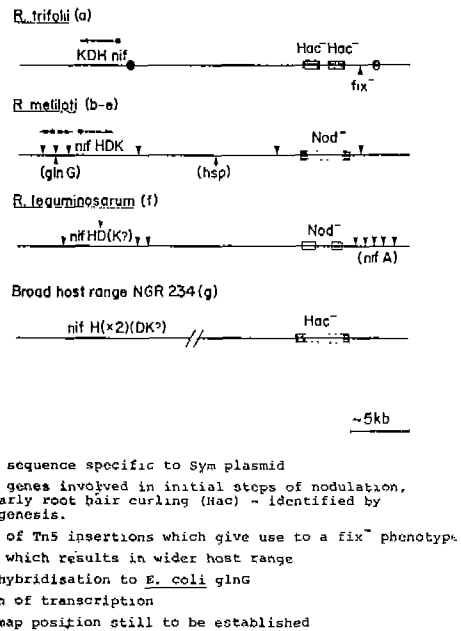 R. trifolii (a)
KDH nif
Hac⁻ Hac⁻
fix⁻
R meliloti (b-e)
nif HDK
Nod⁻
(gln G)
(hsp)
R. leguminosarum (f)
nif HD(K?)
Nod⁻
(nif A)
Broad host range NGR 234 (g)
nif H(×2)(DK?)
Hac⁻
~5kb
sequence specific to Sym plasmid
genes involved in initial steps of nodulation,
arly root hair curling (Hac) - identified by
genesis.
of Tn5 insertions which give use to a fix⁻ phenotype
which results in wider host range
hybridisation to E. coli glnG
n of transcription
map position still to be established